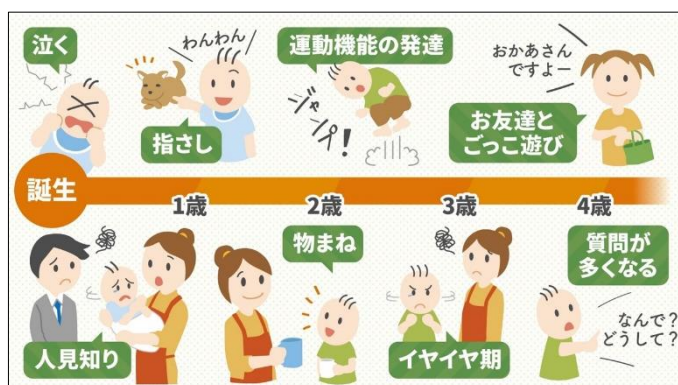 泣く
わんわん
指さし
運動機能の発達
ジャンパ!
おかあさん
ですよー
お友達と
ごっこ遊び
誕生
1歳
2歳
3歳
4歳
人見知り
物まね
イヤイヤ期
質問が
多くなる
なんで?
どうして?